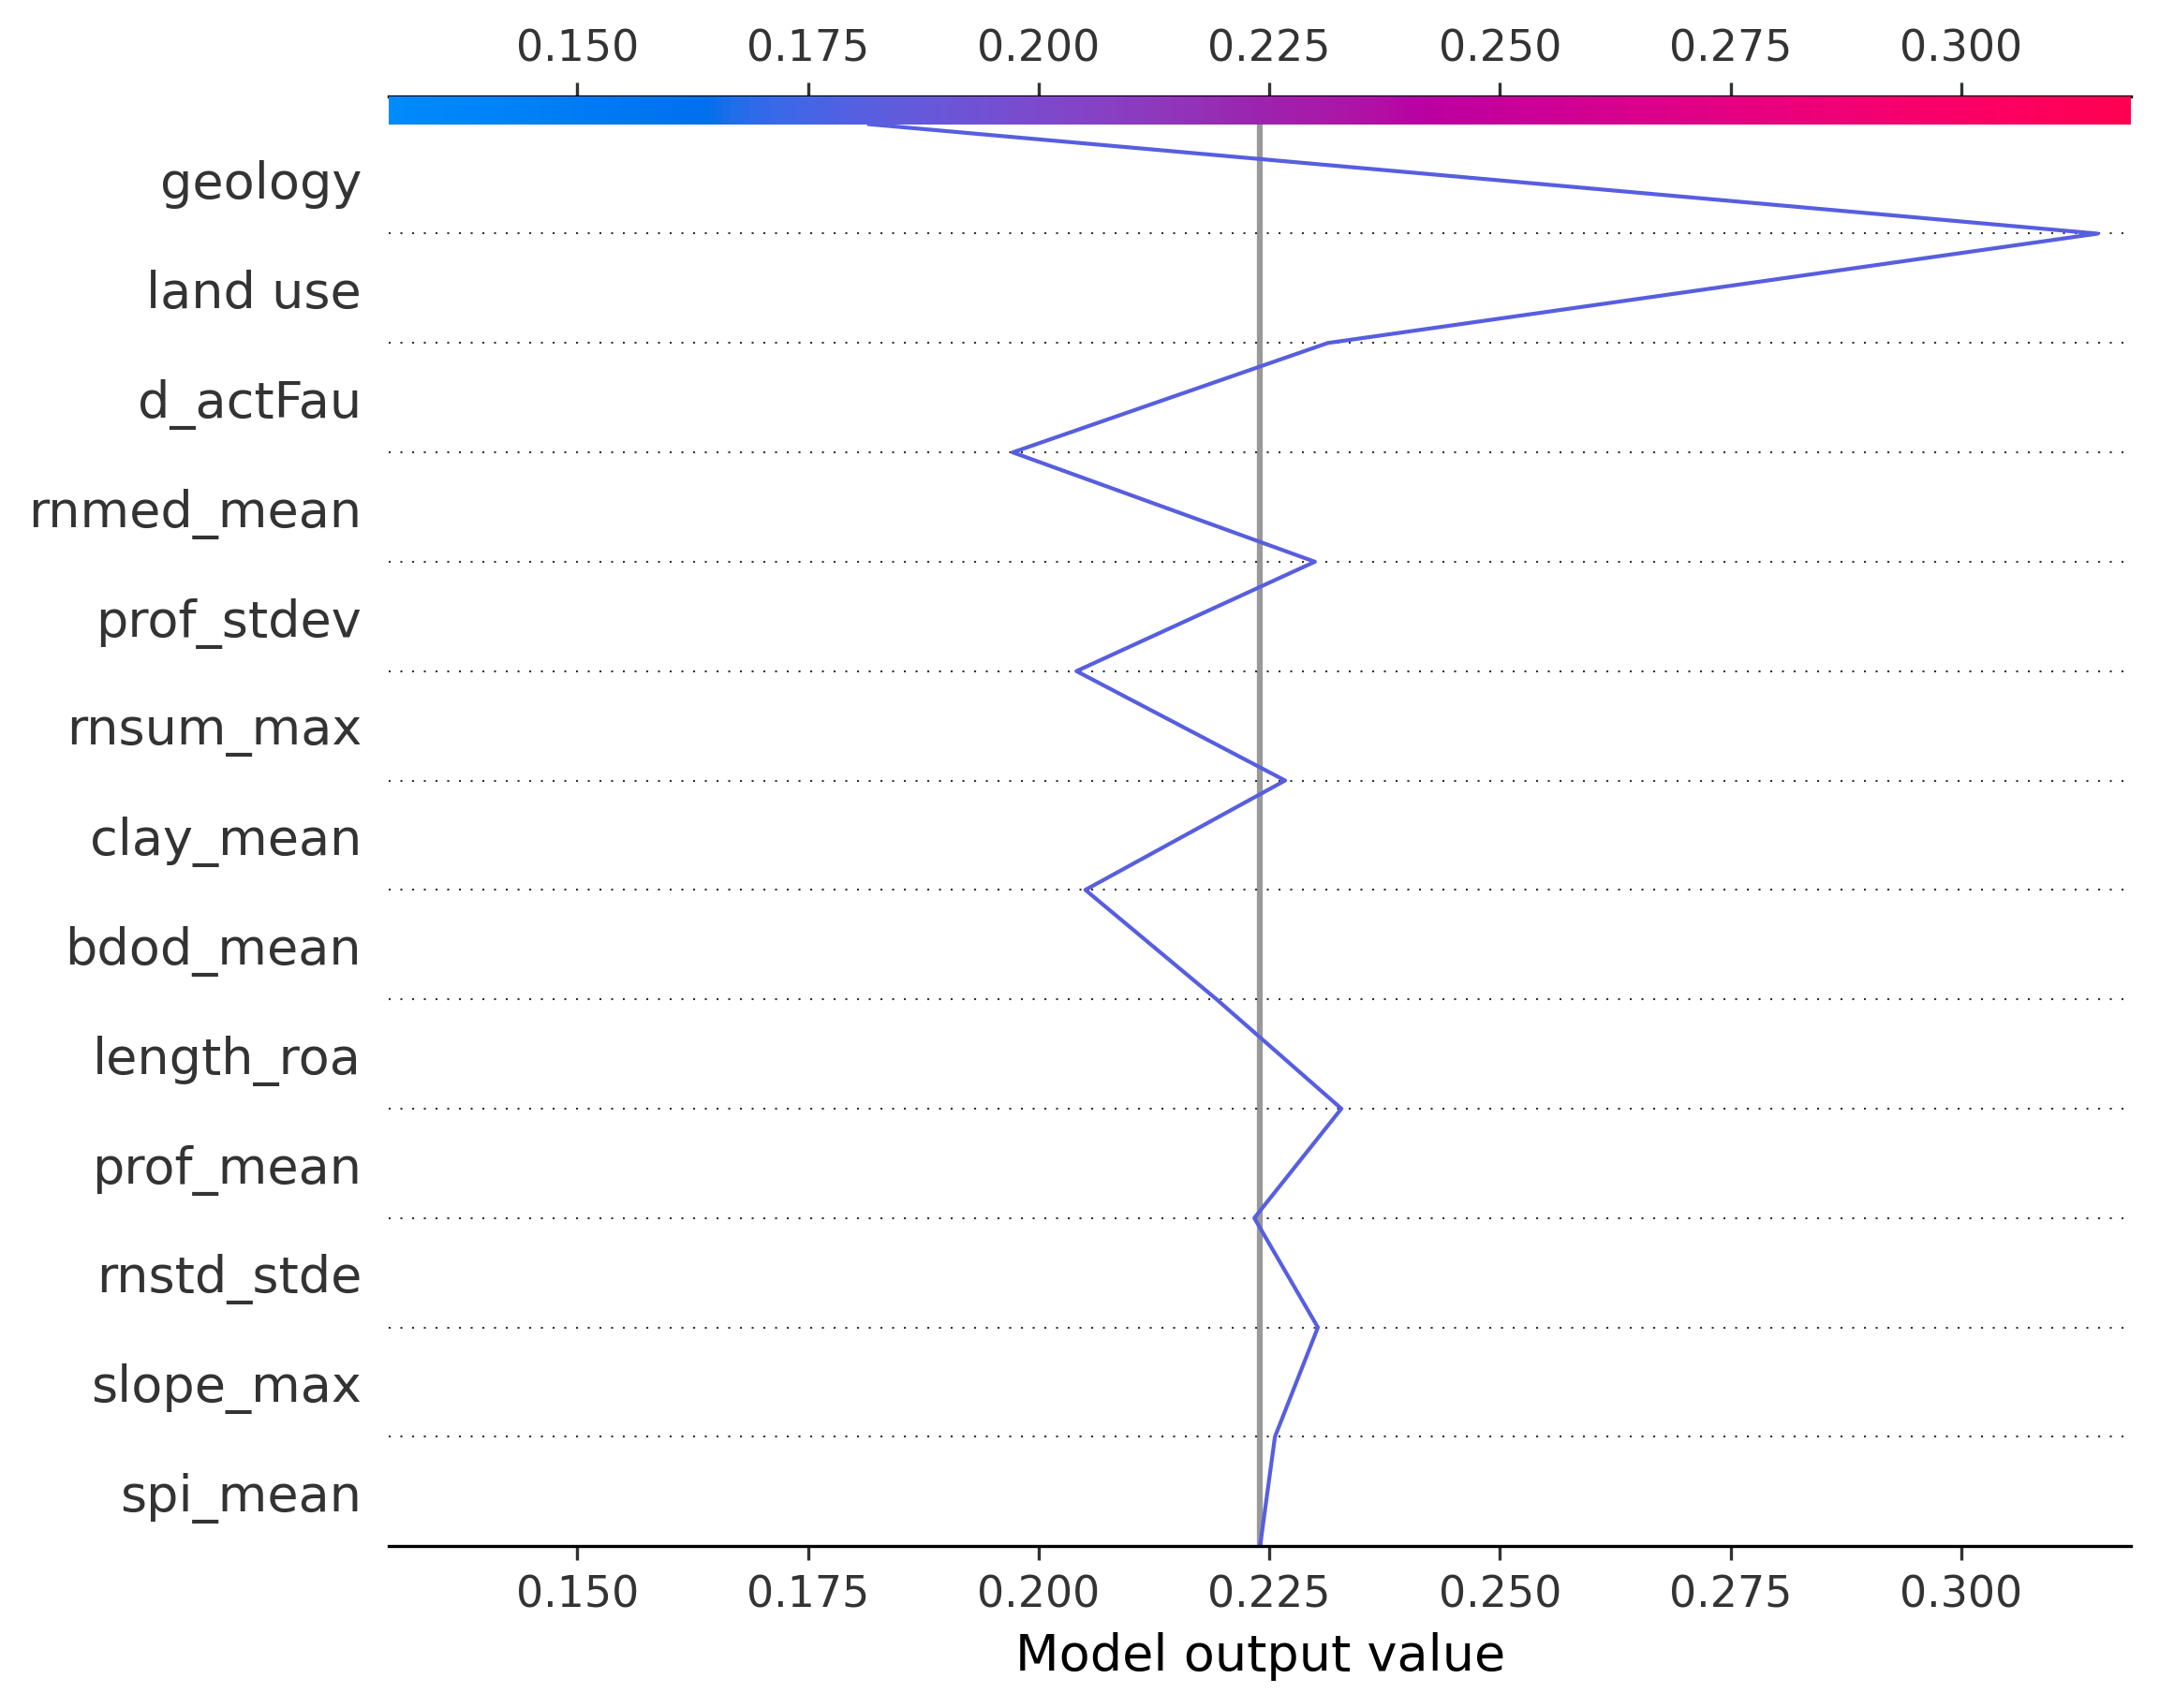 0.150 0.175 0.200 0.225 0.250 0.275 0.300
geology
land use
d_actFau
rnmed_mean
prof_stdev
rnsum_max
clay_mean
bdod_mean
length_roa
prof_mean
rnstd_stde
slope_max
spi_mean
0.150 0.175 0.200 0.225 0.250 0.275 0.300
Model output value